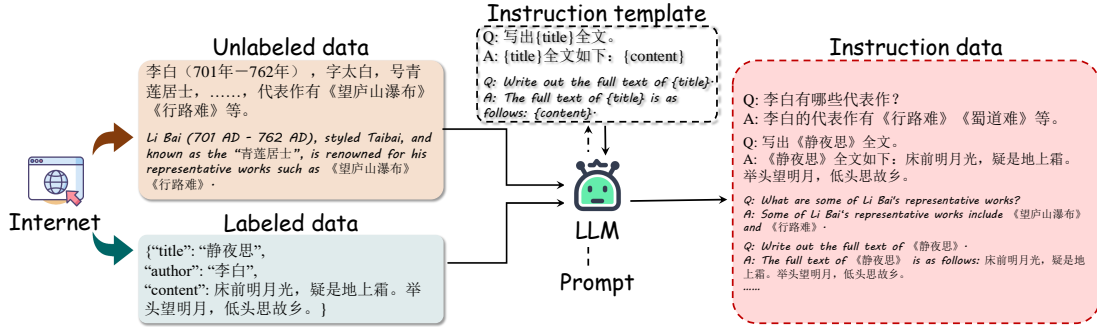 Internet
Unlabeled data
李白（701年－762年），字太白，号青
莲居士，……，代表作有《望庐山瀑布》
《行路难》等。
Li Bai (701 AD - 762 AD), styled Taibai, and
known as the “青莲居士”, is renowned for his
representative works such as 《望庐山瀑布》
《行路难》.
Labeled data
{“title”: “静夜思”,
“author”: “李白”,
“content”: 床前明月光，疑是地上霜。举
头望明月，低头思故乡。}
Instruction template
Q: 写出{title}全文。
A: {title}全文如下：{content}
Q: Write out the full text of {title}.
A: The full text of {title} is as
follows: {content}.
LLM
Prompt
Instruction data
Q: 李白有哪些代表作？
A: 李白的代表作有《行路难》《蜀道难》等。
Q: 写出《静夜思》全文。
A: 《静夜思》全文如下：床前明月光，疑是地上霜。
举头望明月，低头思故乡。
Q: What are some of Li Bai's representative works?
A: Some of Li Bai's representative works include 《望庐山瀑布》
and 《行路难》.
Q: Write out the full text of 《静夜思》.
A: The full text of 《静夜思》 is as follows: 床前明月光，疑是地
上霜。举头望明月，低头思故乡。
……